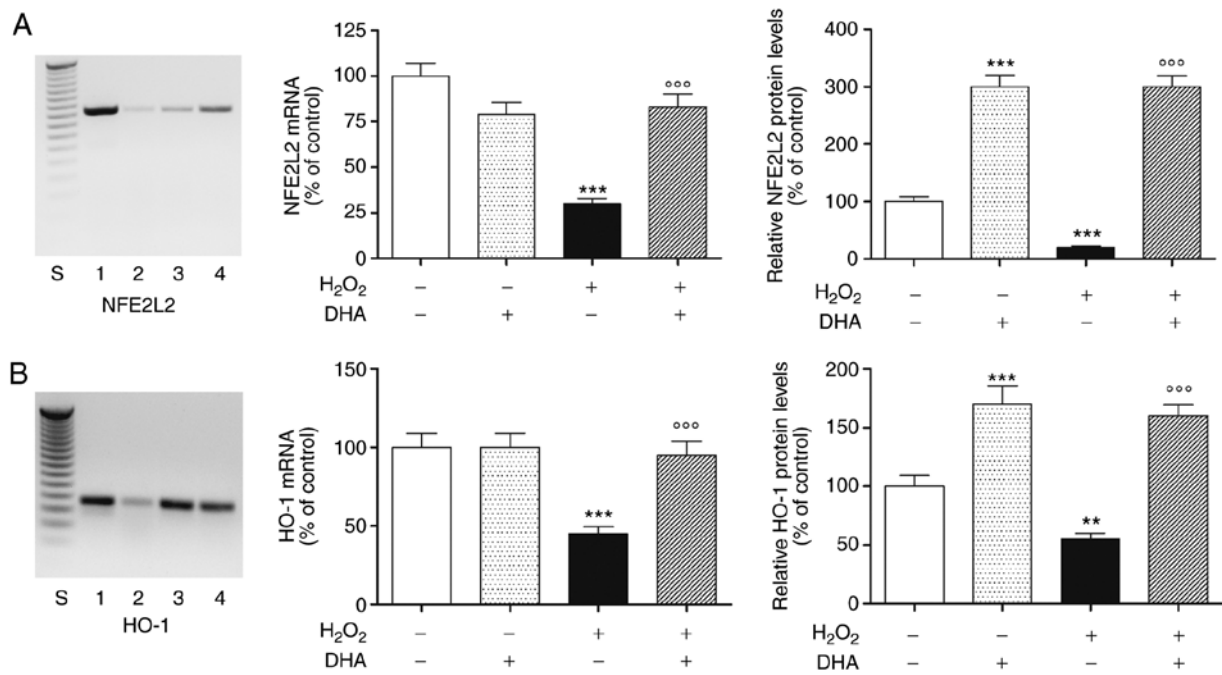 A
S 1 2 3 4
NFE2L2
NFE2L2 mRNA
(% of control)
125
100
75
50
25
0
***
°°°
H₂O₂ – – + +
DHA – + – +
Relative NFE2L2 protein levels
(% of control)
400
300
200
100
0
***
***
°°°
H₂O₂ – – + +
DHA – + – +
B
S 1 2 3 4
HO-1
HO-1 mRNA
(% of control)
150
100
50
0
***
°°°
H₂O₂ – – + +
DHA – + – +
Relative HO-1 protein levels
(% of control)
200
150
100
50
0
***
**
°°°
H₂O₂ – – + +
DHA – + – +